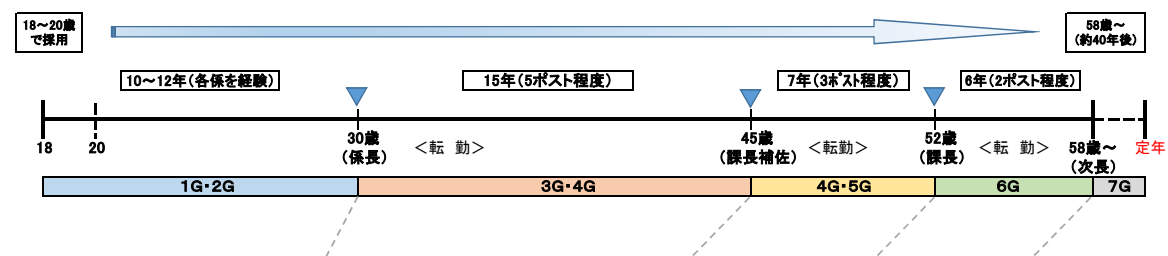 18～20歳
で採用
58歳～
(約40年後)
10～12年(各係を経験)
15年(5ポスト程度)
7年(3ポスト程度)
6年(2ポスト程度)
18
20
30歳
(係長)
＜転　勤＞
45歳
(課長補佐)
＜転勤＞
52歳
(課長)
＜転　勤＞
58歳～
(次長)
定年
1G・2G
3G・4G
4G・5G
6G
7G